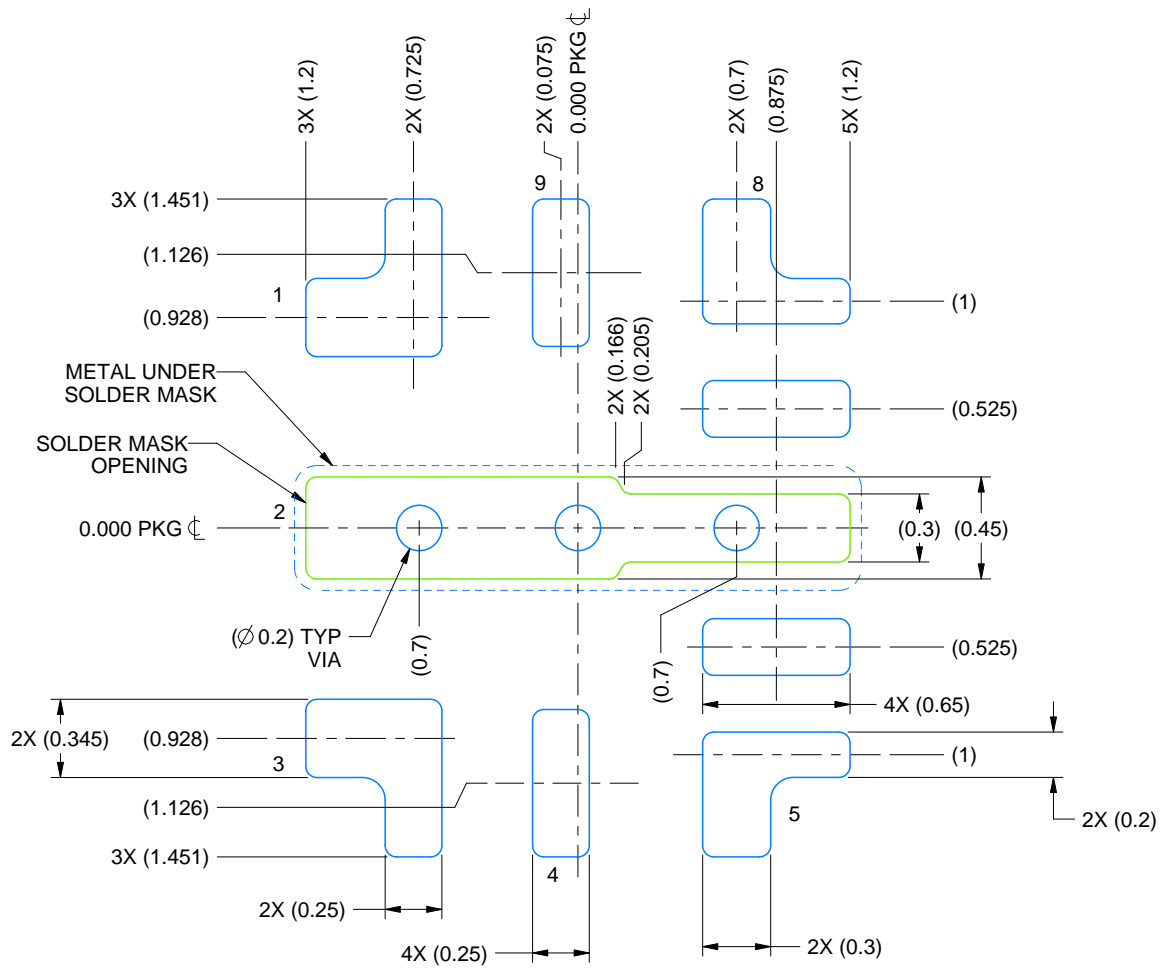 3X (1.2)
2X (0.725)
2X (0.075)
0.000 PKG ℄
2X (0.7)
(0.875)
5X (1.2)
9
8
3X (1.451)
(1.126)
1
(0.928)
(1)
METAL UNDER
SOLDER MASK
2X (0.166)
2X (0.205)
(0.525)
SOLDER MASK
OPENING
2
0.000 PKG ℄
(0.3)
(0.45)
(∅ 0.2) TYP
VIA
(0.7)
(0.7)
(0.525)
4X (0.65)
2X (0.345)
(0.928)
3
(1)
(1.126)
5
2X (0.2)
3X (1.451)
4
2X (0.25)
4X (0.25)
2X (0.3)